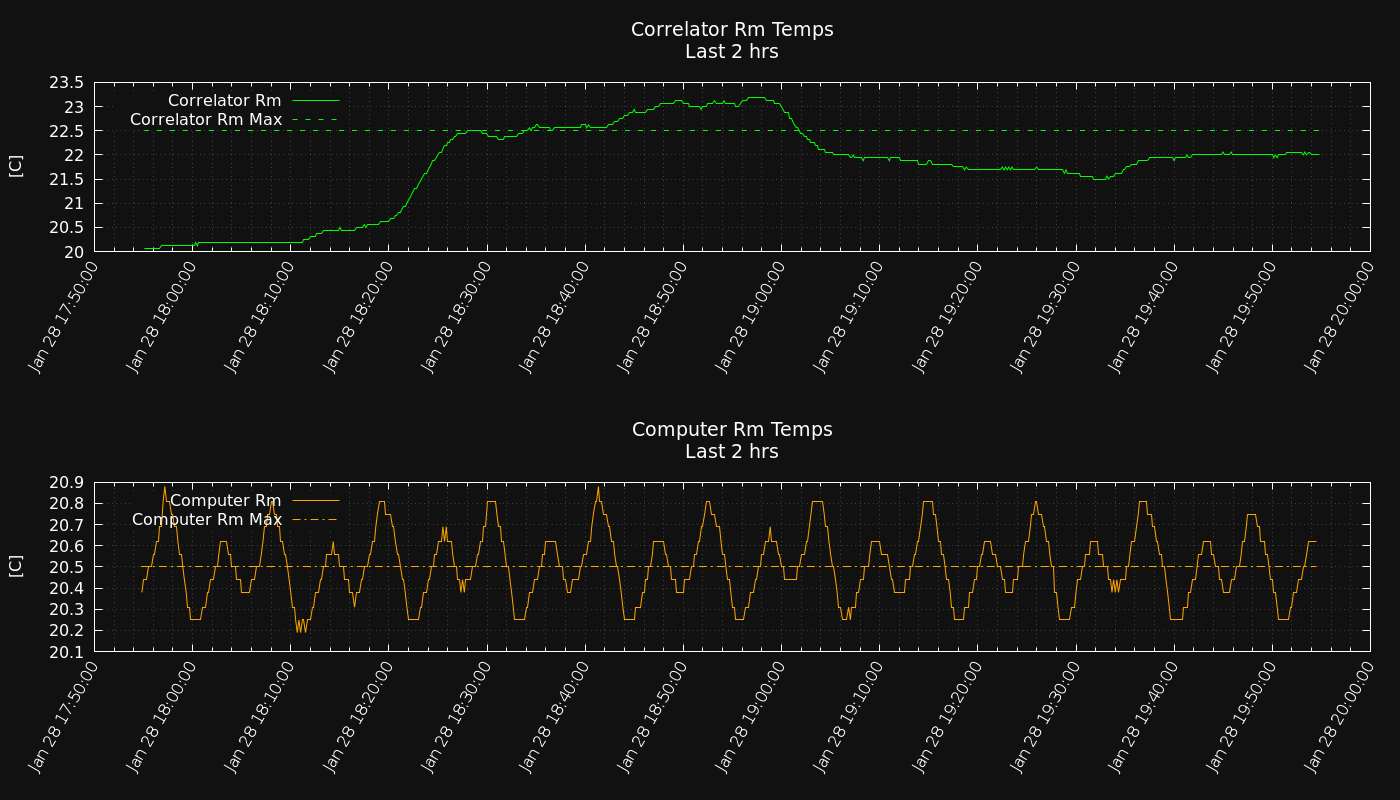 Correlator Rm Temps
Last 2 hrs
23.5
23
22.5
22
21.5
21
20.5
20
[C]
Correlator Rm
Correlator Rm Max
Jan 28 17:50:00
Jan 28 18:00:00
Jan 28 18:10:00
Jan 28 18:20:00
Jan 28 18:30:00
Jan 28 18:40:00
Jan 28 18:50:00
Jan 28 19:00:00
Jan 28 19:10:00
Jan 28 19:20:00
Jan 28 19:30:00
Jan 28 19:40:00
Jan 28 19:50:00
Jan 28 20:00:00
Computer Rm Temps
Last 2 hrs
20.9
20.8
20.7
20.6
20.5
20.4
20.3
20.2
20.1
[C]
Computer Rm
Computer Rm Max
Jan 28 17:50:00
Jan 28 18:00:00
Jan 28 18:10:00
Jan 28 18:20:00
Jan 28 18:30:00
Jan 28 18:40:00
Jan 28 18:50:00
Jan 28 19:00:00
Jan 28 19:10:00
Jan 28 19:20:00
Jan 28 19:30:00
Jan 28 19:40:00
Jan 28 19:50:00
Jan 28 20:00:00